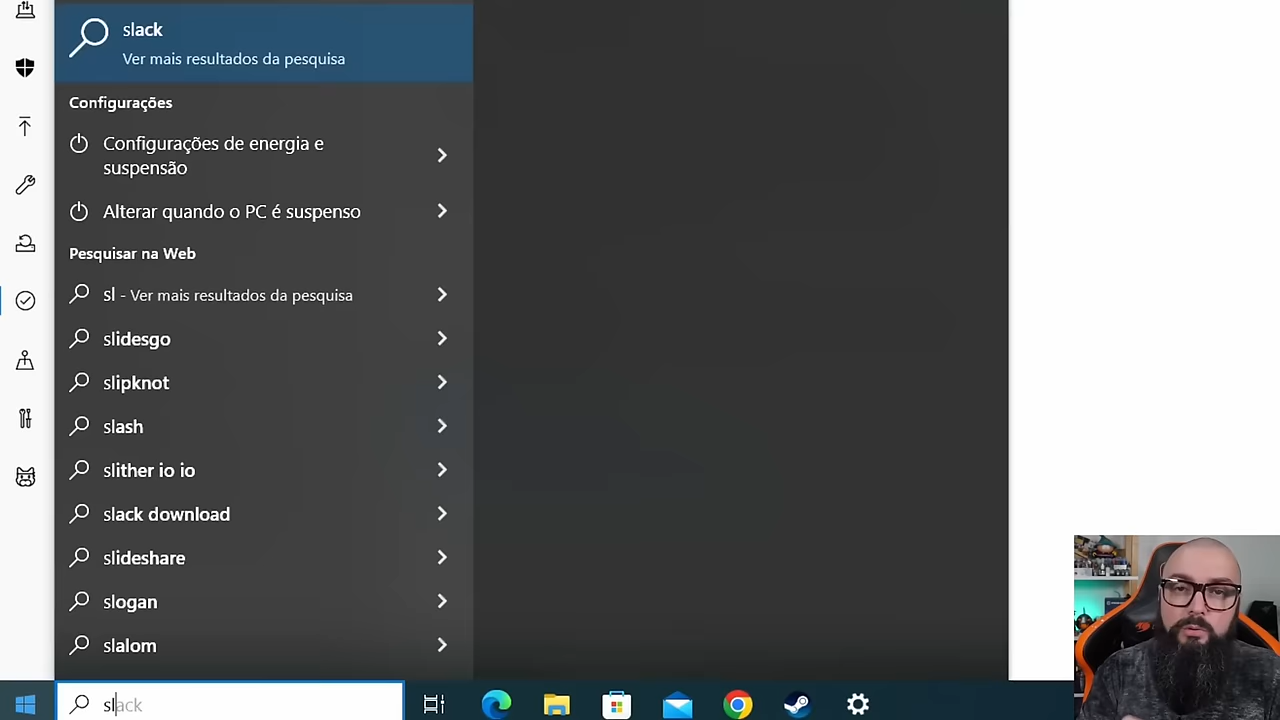 slack
Ver mais resultados da pesquisa
Configurações
Configurações de energia e
suspensão
Alterar quando o PC é suspenso
Pesquisar na Web
sl - Ver mais resultados da pesquisa
slidesgo
slipknot
slash
slither io io
slack download
slideshare
slogan
slalom
slack